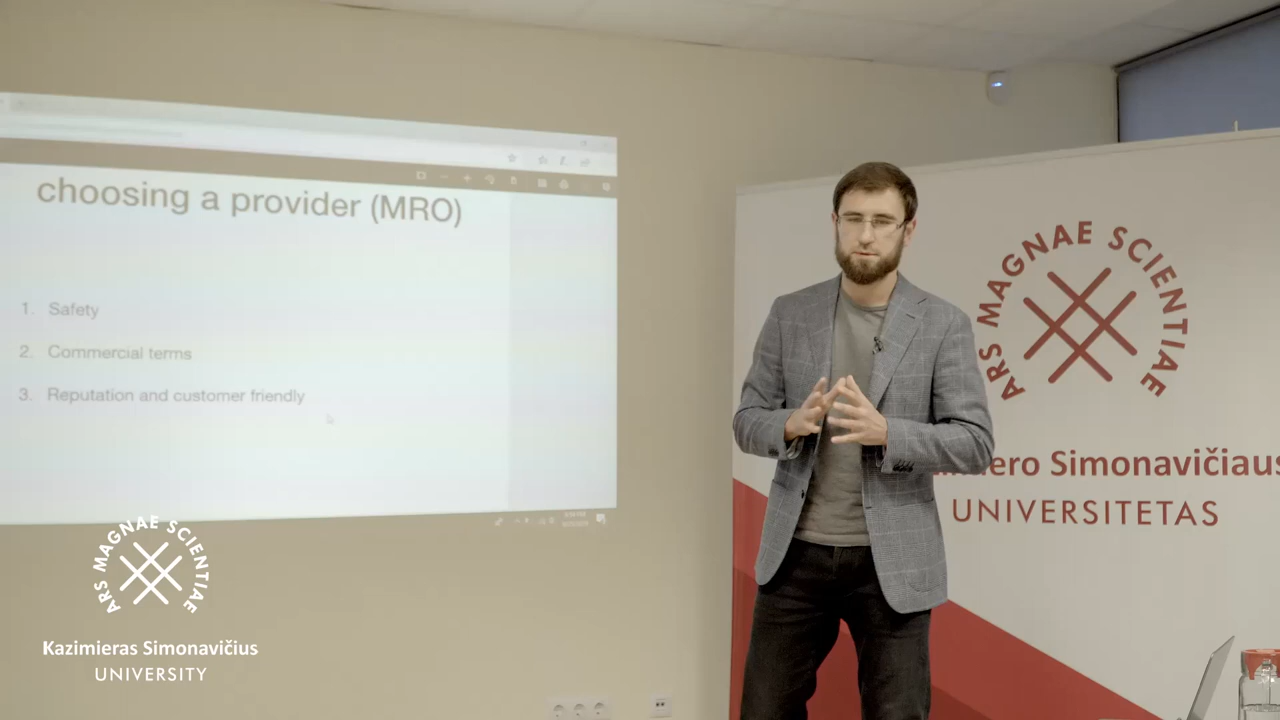 choosing a provider (MRO)
1. Safety
2. Commercial terms
3. Reputation and customer friendly
ARS MAGNAE SCIENTIAE
Simonavičiaus
UNIVERSITETAS
ARS MAGNAE SCIENTIAE
Kazimieras Simonavičius
UNIVERSITY